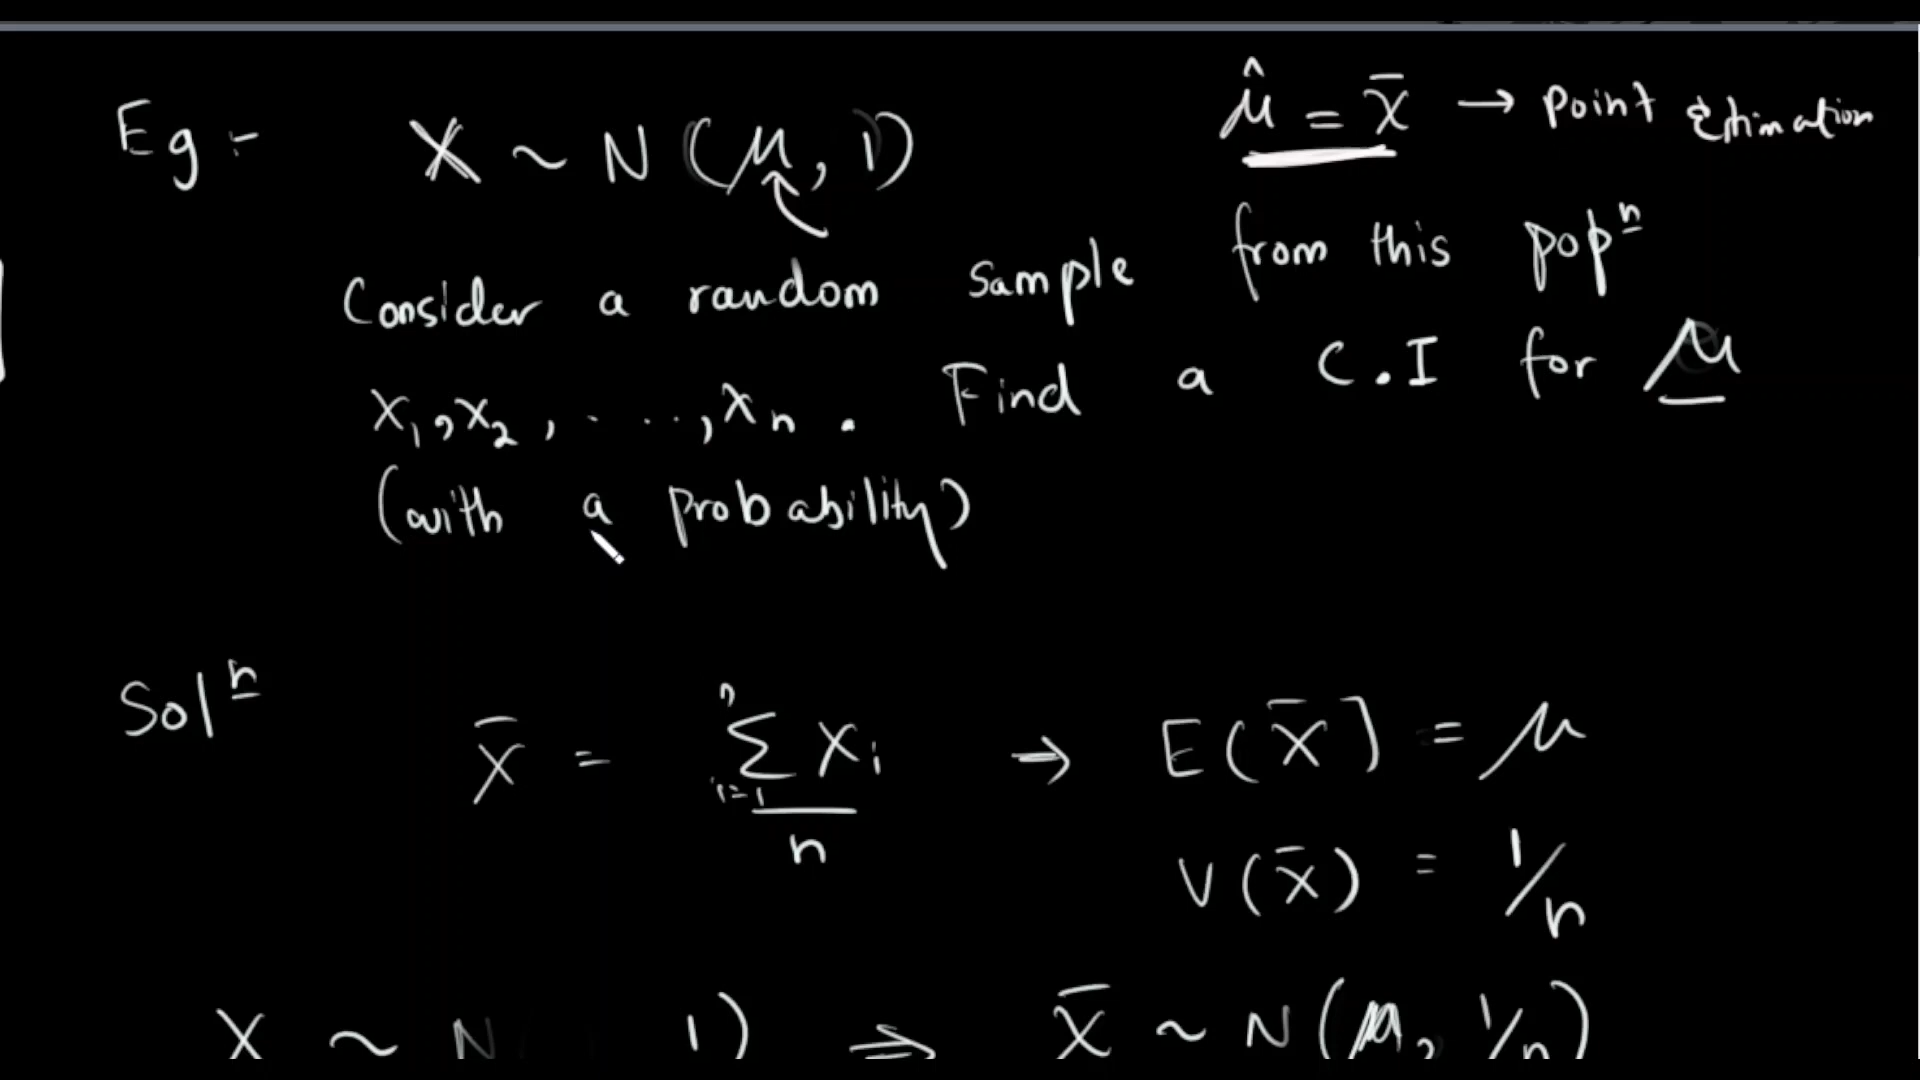 Eg :- X ~ N(μ, 1)
μ̂ = x̄ → Point Estimation
Consider a random sample from this popⁿ
x₁, x₂, ....., xₙ. Find a C.I for μ
(with a probability)
Solⁿ
X̄ = ∑ᵢ₌₁ⁿ Xᵢ / n → E(X̄] = μ
V(X̄) = 1/n
X ~ N 1) ⇒ X̄ ~ N(μ, 1/n)